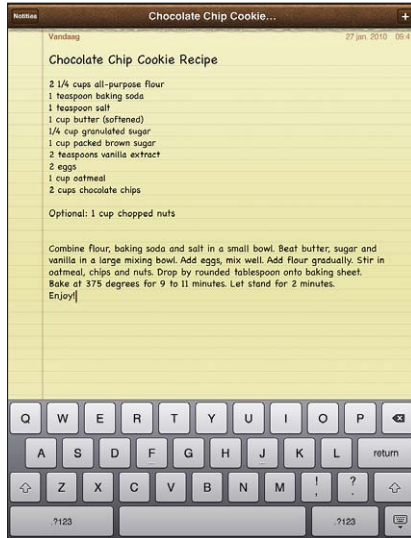 Notities
Chocolate Chip Cookie...
+
Vandaag
27 jan. 2010 09:4
Chocolate Chip Cookie Recipe
2 1/4 cups all-purpose flour
1 teaspoon baking soda
1 teaspoon salt
1 cup butter (softened)
1/4 cup granulated sugar
1 cup packed brown sugar
2 teaspoons vanilla extract
2 eggs
1 cup oatmeal
2 cups chocolate chips
Optional: 1 cup chopped nuts
Combine flour, baking soda and salt in a small bowl. Beat butter, sugar and
vanilla in a large mixing bowl. Add eggs, mix well. Add flour gradually. Stir in
oatmeal, chips and nuts. Drop by rounded tablespoon onto baking sheet.
Bake at 375 degrees for 9 to 11 minutes. Let stand for 2 minutes.
Enjoy!
Q W E R T Y U I O P
A S D F G H J K L return
Z X C V B N M ! , ? .
.?123 .?123